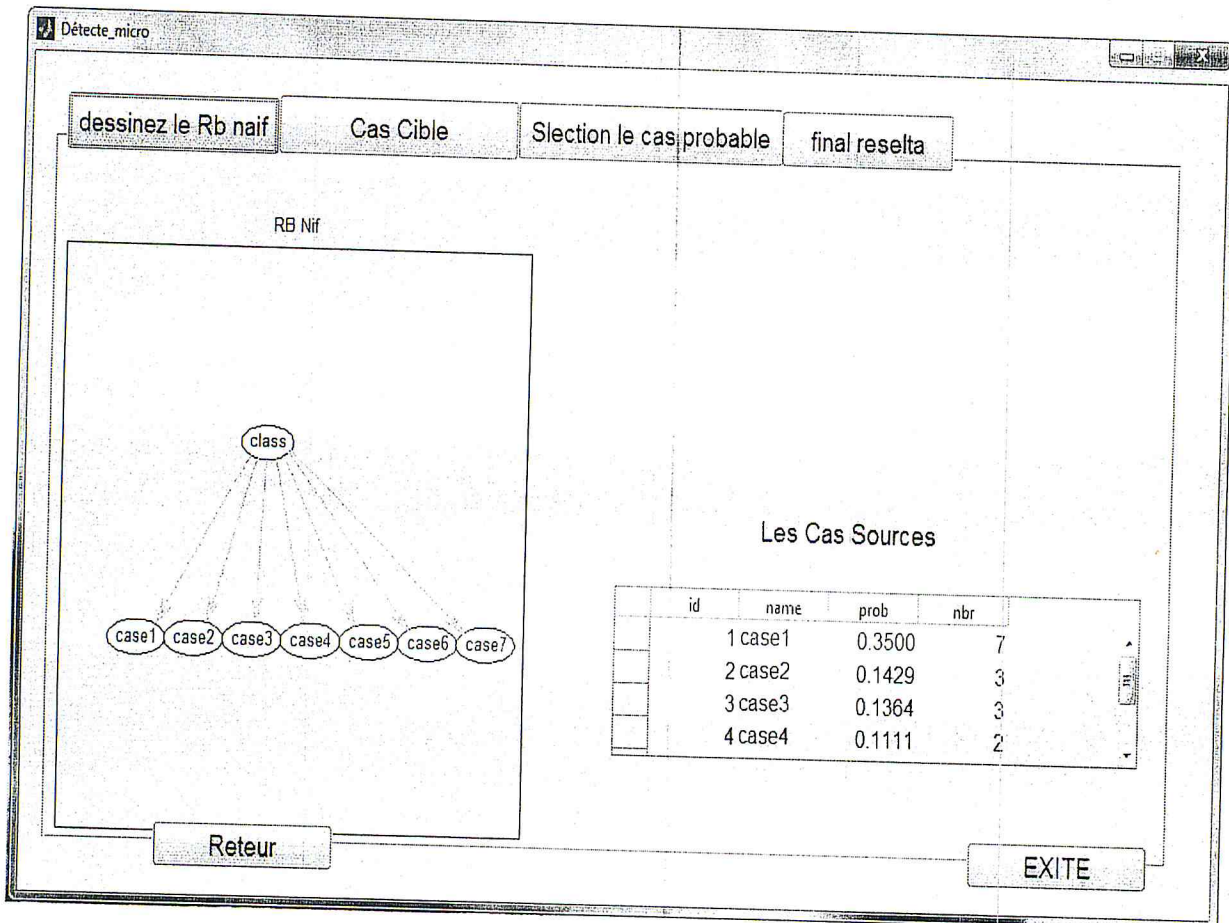 Détecte_micro
dessinez le Rb naif Cas Cible Slection le cas probable final reselta
RB Nif
class
case1 case2 case3 case4 case5 case6 case7
Les Cas Sources
id name prob nbr
1 case1 0.3500 7
2 case2 0.1429 3
3 case3 0.1364 3
4 case4 0.1111 2
Reteur
EXITE